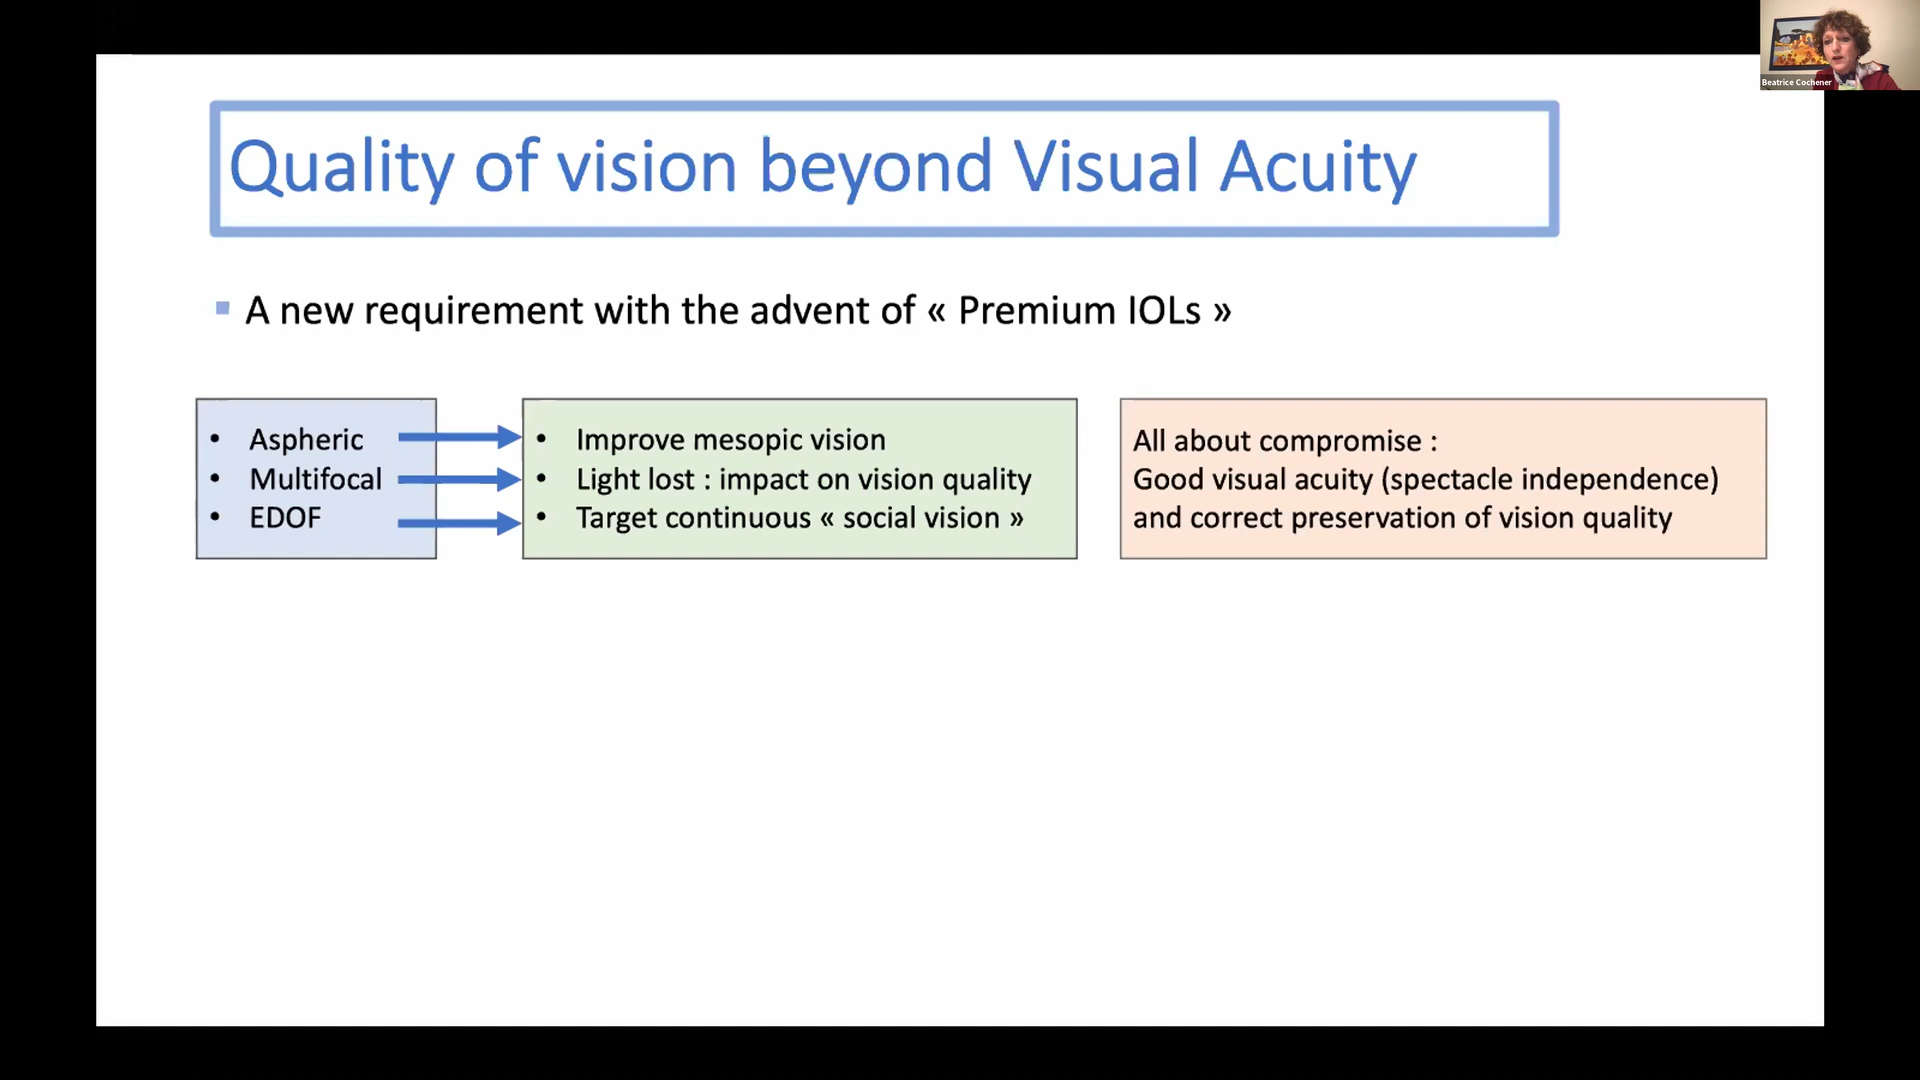 Beatrice Cochener
Quality of vision beyond Visual Acuity
▪ A new requirement with the advent of « Premium IOLs »
• Aspheric
• Multifocal
• EDOF
• Improve mesopic vision
• Light lost : impact on vision quality
• Target continuous « social vision »
All about compromise :
Good visual acuity (spectacle independence)
and correct preservation of vision quality